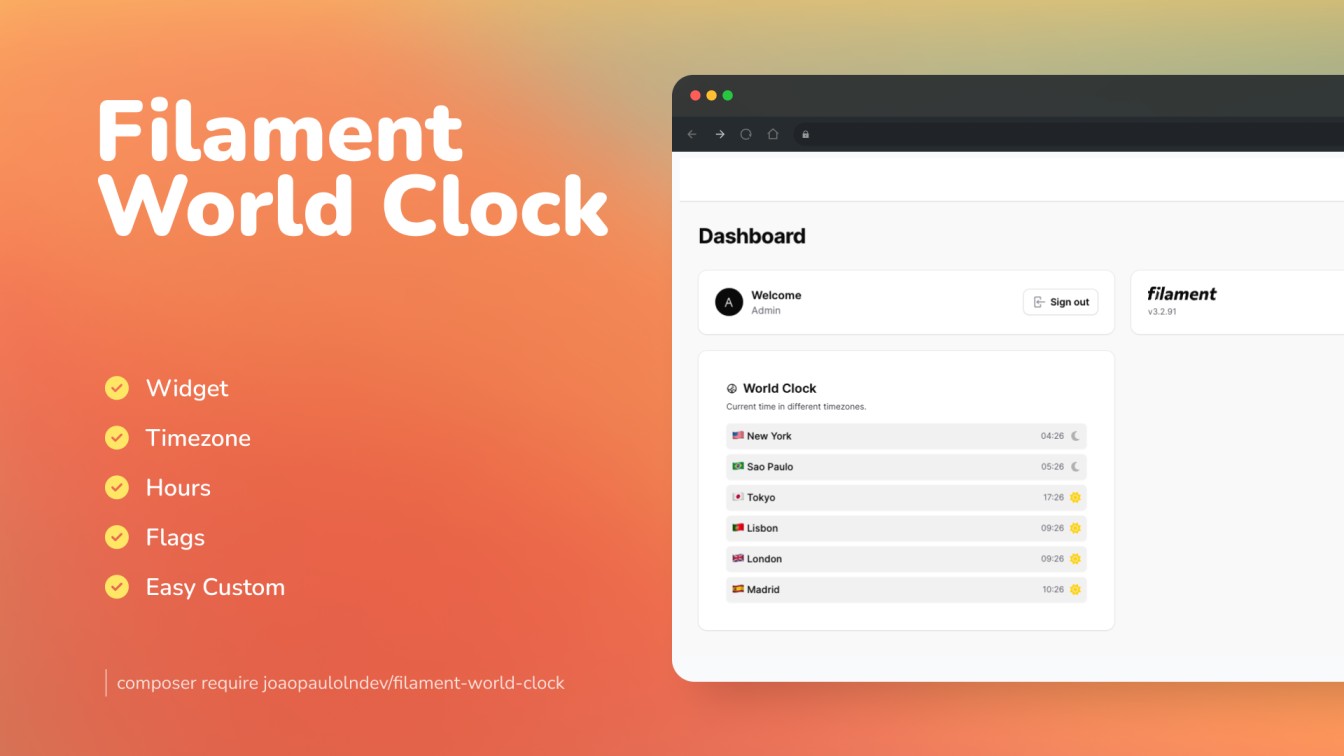 Filament
World Clock
Widget
Timezone
Hours
Flags
Easy Custom
composer require joaopaulolndev/filament-world-clock
Dashboard
A
Welcome
Admin
Sign out
filament
v3.2.91
World Clock
Current time in different timezones.
New York 04:26
Sao Paulo 05:26
Tokyo 17:26
Lisbon 09:26
London 09:26
Madrid 10:26